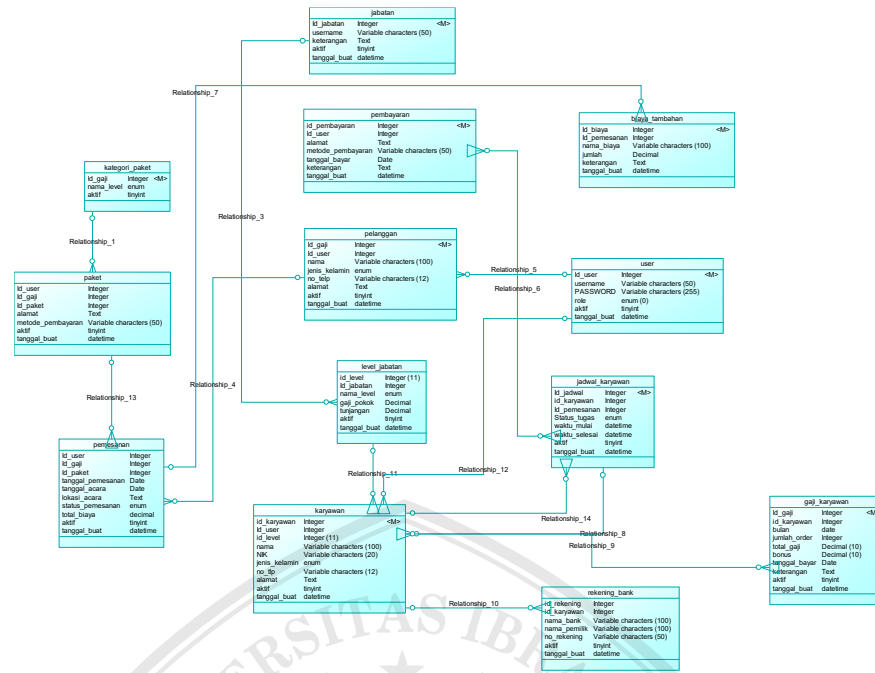 jabatan
Id_jabatan Integer <M>
username Variable characters (50)
keterangan Text
aktif tinyint
tanggal_buat datetime
Relationship_7
pembayaran
id_pembayaran Integer <M>
Id_user Integer
alamat Text
metode_pembayaran Variable characters (50)
tanggal_bayar Date
keterangan Text
tanggal_buat datetime
biaya_tambahan
Id_biaya Integer <M>
Id_pemesanan Integer
nama_biaya Variable characters (100)
jumlah Decimal
keterangan Text
tanggal_buat datetime
kategori_paket
Id_gaji Integer <M>
nama_level enum
aktif tinyint
Relationship_1
Relationship_3
pelanggan
Id_gaji Integer <M>
Id_user Integer
nama Variable characters (100)
jenis_kelamin enum
no_telp Variable characters (12)
alamat Text
aktif tinyint
tanggal_buat datetime
Relationship_5
Relationship_6
user
Id_user Integer <M>
username Variable characters (50)
PASSWORD Variable characters (255)
role enum (0)
aktif tinyint
tanggal_buat datetime
paket
Id_user Integer
Id_gaji Integer
Id_paket Integer
alamat Text
metode_pembayaran Variable characters (50)
aktif tinyint
tanggal_buat datetime
Relationship_4
Relationship_13
level_jabatan
id_level Integer (11)
Id_jabatan Integer
nama_level enum
gaji_pokok Decimal
tunjangan Decimal
aktif tinyint
tanggal_buat datetime
jadwal_karyawan
Id_jadwal Integer <M>
id_karyawan Integer
Id_pemesanan Integer
Status_tugas enum
waktu_mulai datetime
waktu_selesai datetime
aktif tinyint
tanggal_buat datetime
pemesanan
Id_user Integer
Id_gaji Integer
Id_paket Integer
tanggal_pemesanan Date
tanggal_acara Date
lokasi_acara Text
status_pemesanan enum
total_biaya decimal
aktif tinyint
tanggal_buat datetime
Relationship_11
Relationship_12
karyawan
id_karyawan Integer <M>
Id_user Integer
id_level Integer (11)
nama Variable characters (100)
NIK Variable characters (20)
jenis_kelamin enum
no_tlp Variable characters (12)
alamat Text
aktif tinyint
tanggal_buat datetime
Relationship_14
Relationship_8
Relationship_9
gaji_karyawan
Id_gaji Integer <M>
id_karyawan Integer
bulan date
jumlah_order Integer
total_gaji Decimal (10)
bonus Decimal (10)
tanggal_bayar Date
keterangan Text
aktif tinyint
tanggal_buat datetime
Relationship_10
rekening_bank
id_rekening Integer
id_karyawan Integer
nama_bank Variable characters (100)
nama_pemilik Variable characters (100)
no_rekening Variable characters (50)
aktif tinyint
tanggal_buat datetime